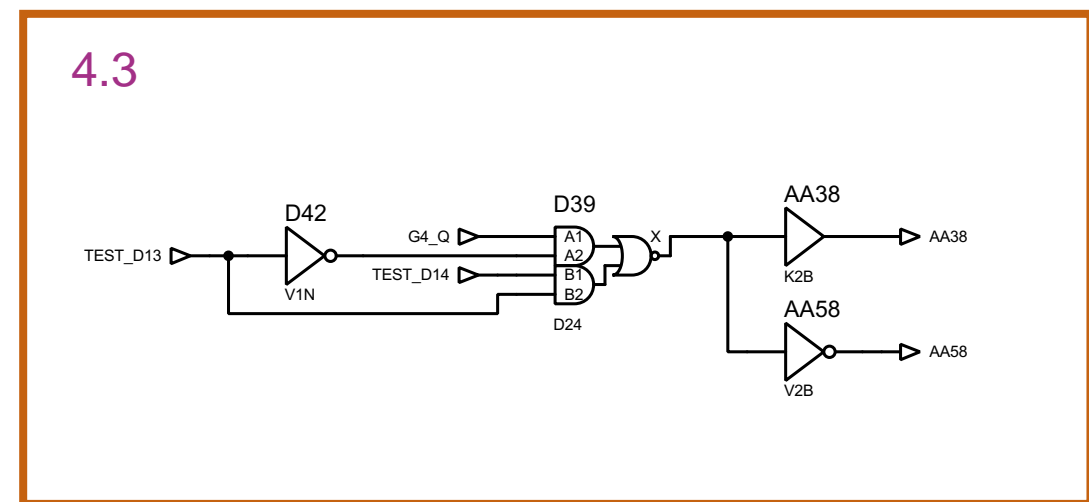 4.3
D42
TEST_D13
V1N
D39
G4_Q
A1
A2
TEST_D14
B1
B2
D24
X
AA38
K2B
AA38
AA58
V2B
AA58